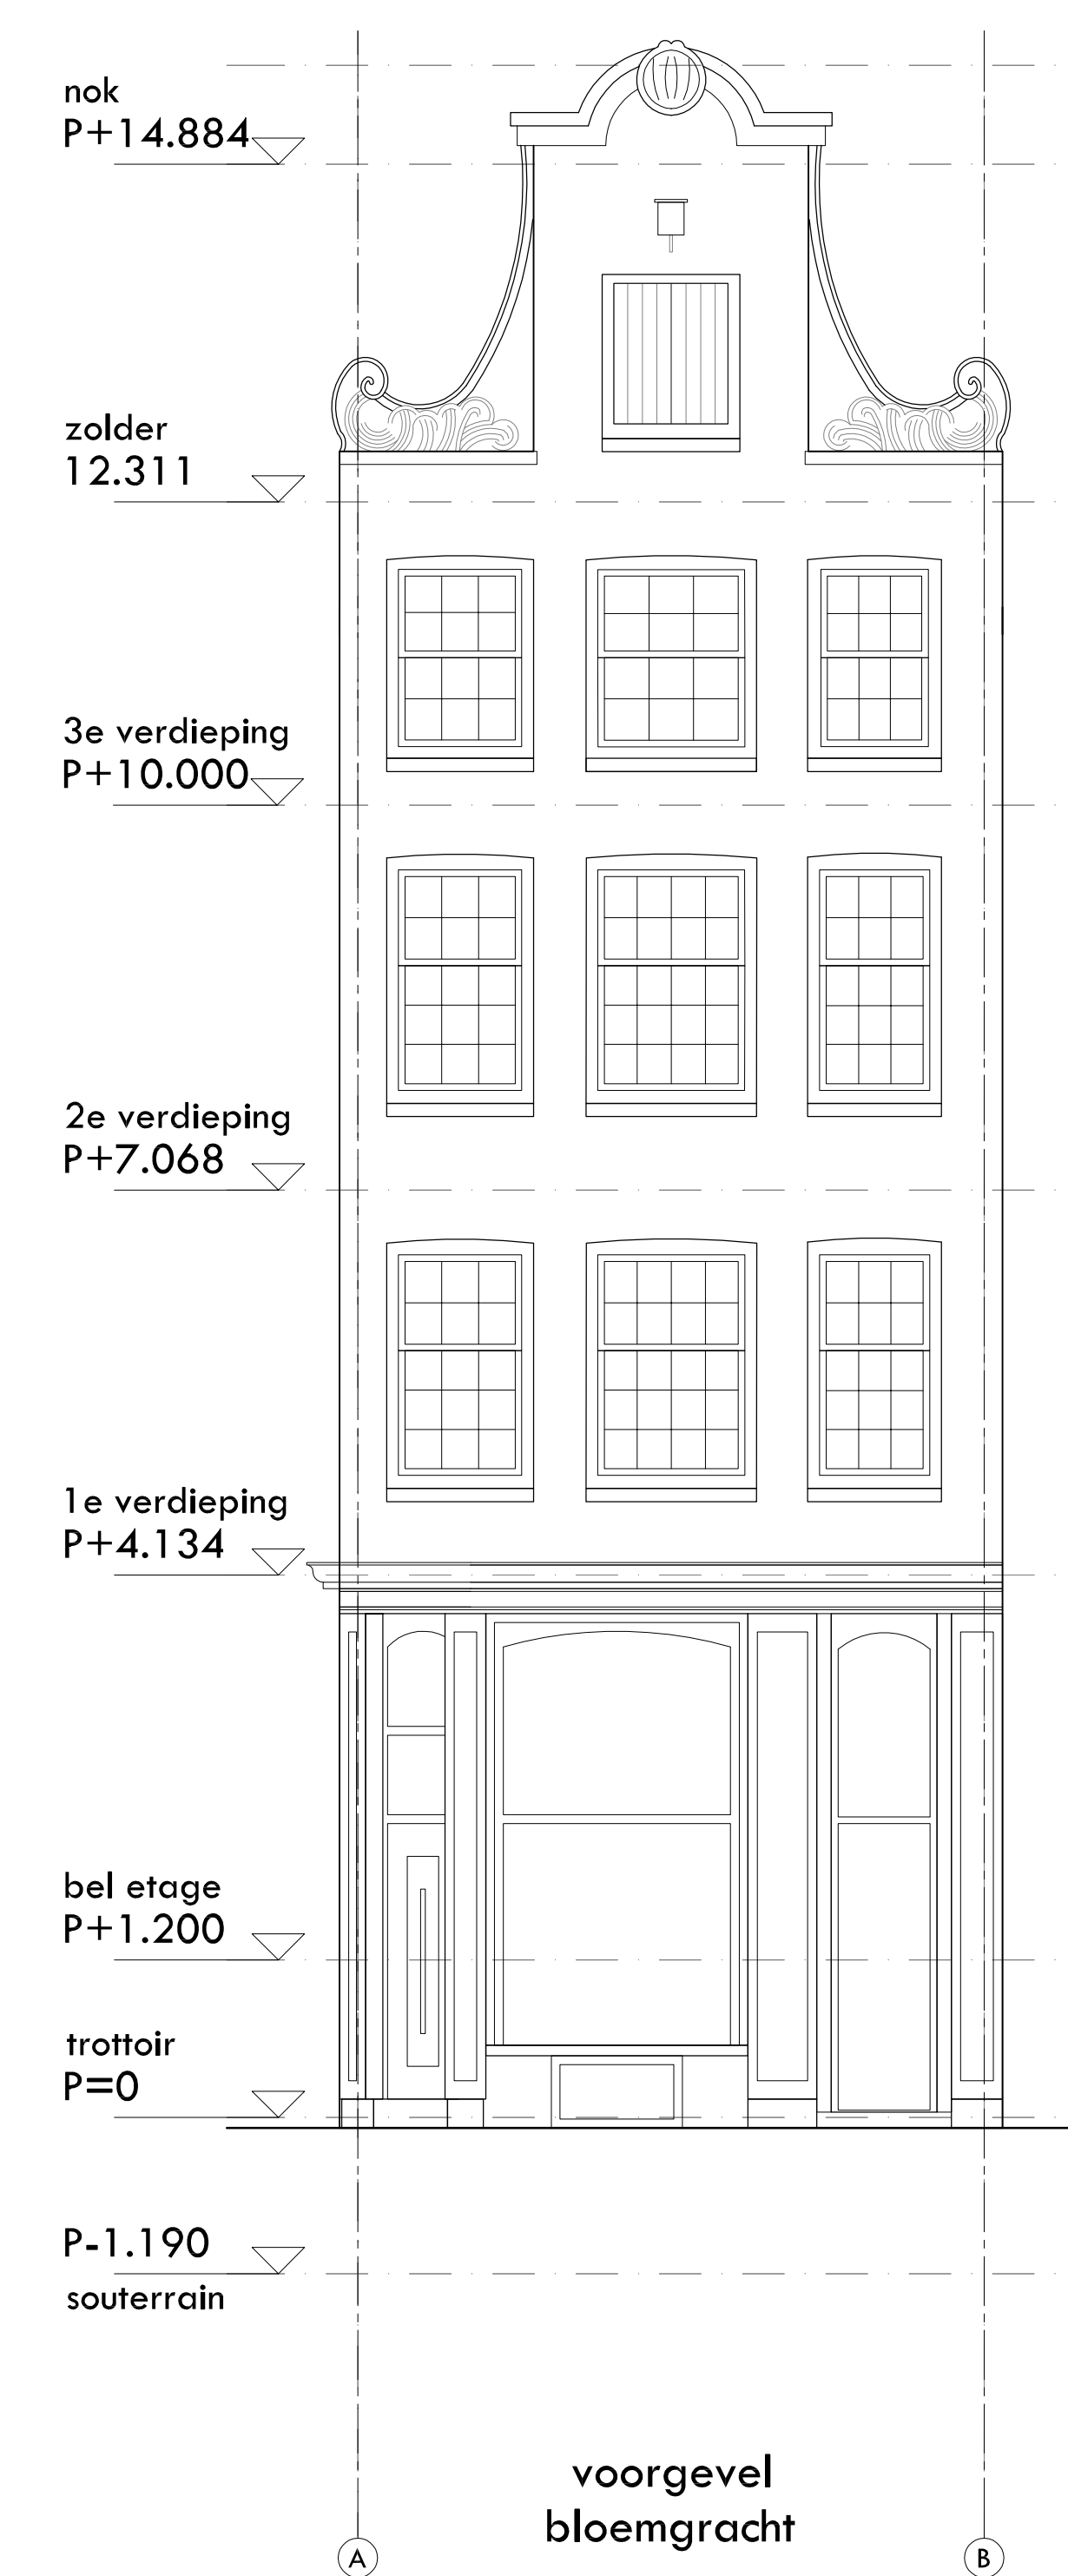 nok
P+14.884
zolder
12.311
3e verdieping
P+10.000
2e verdieping
P+7.068
1e verdieping
P+4.134
bel etage
P+1.200
trottoir
P=0
P-1.190
souterrain
voorgevel
bloemgracht
A
B